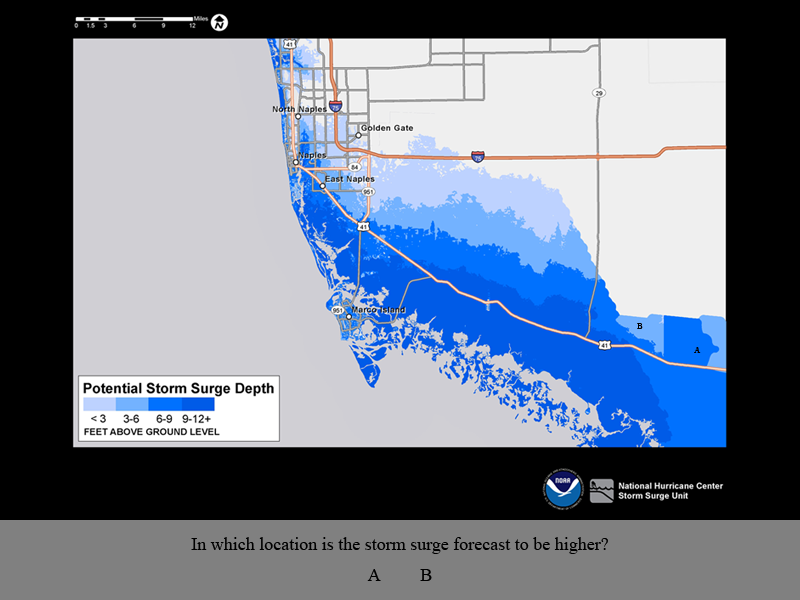 0 1.5 3 6 9 12 Miles N
41
29
North Naples
75
Golden Gate
Naples
75
84
East Naples
951
41
951
Marco Island
B
41
A
Potential Storm Surge Depth
< 3 3-6 6-9 9-12+
FEET ABOVE GROUND LEVEL
NOAA
National Hurricane Center
Storm Surge Unit
In which location is the storm surge forecast to be higher?
A B